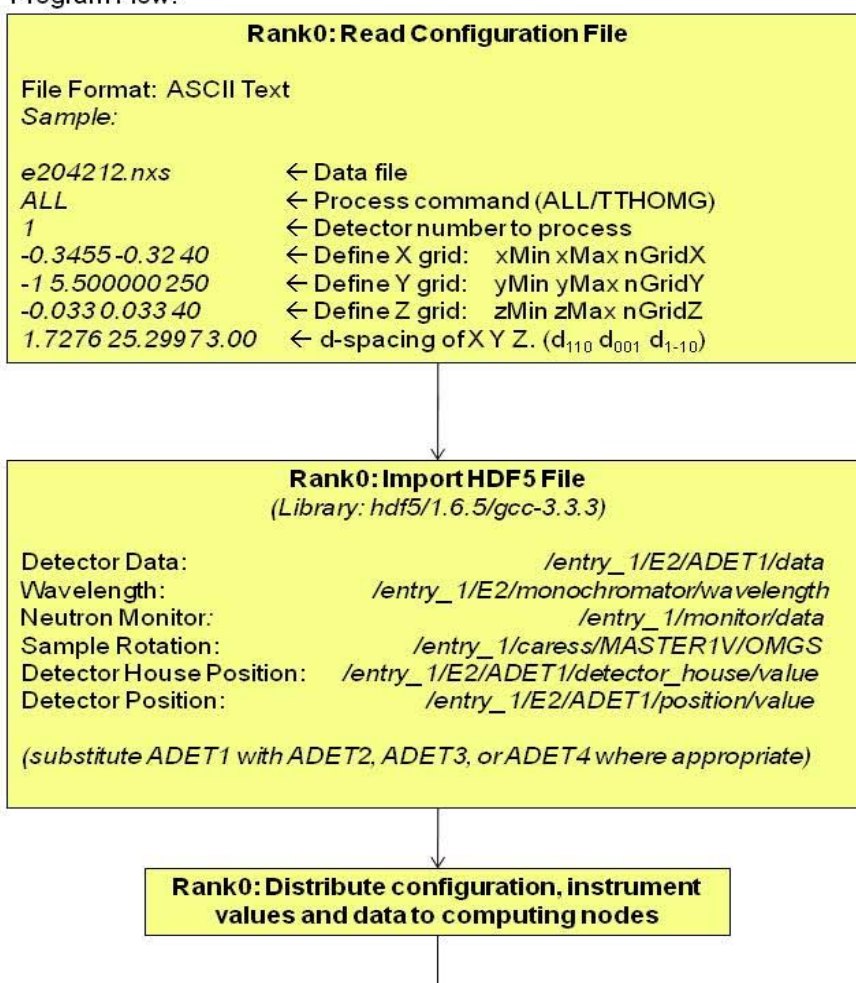 Program Flow:
Rank0: Read Configuration File
File Format: ASCII Text
Sample:
e204212.nxs ← Data file
ALL ← Process command (ALL/TTHOMG)
1 ← Detector number to process
-0.3455 -0.32 40 ← Define X grid: xMin xMax nGridX
-1 5.500000 250 ← Define Y grid: yMin yMax nGridY
-0.033 0.033 40 ← Define Z grid: zMin zMax nGridZ
1.7276 25.2997 3.00 ← d-spacing of X Y Z. (d110 d001 d1-10)
Rank0: Import HDF5 File
(Library: hdf5/1.6.5/gcc-3.3.3)
Detector Data: /entry_1/E2/ADET1/data
Wavelength: /entry_1/E2/monochromator/wavelength
Neutron Monitor: /entry_1/monitor/data
Sample Rotation: /entry_1/caress/MASTER1V/OMGS
Detector House Position: /entry_1/E2/ADET1/detector_house/value
Detector Position: /entry_1/E2/ADET1/position/value
(substitute ADET1 with ADET2, ADET3, or ADET4 where appropriate)
Rank0: Distribute configuration, instrument
values and data to computing nodes